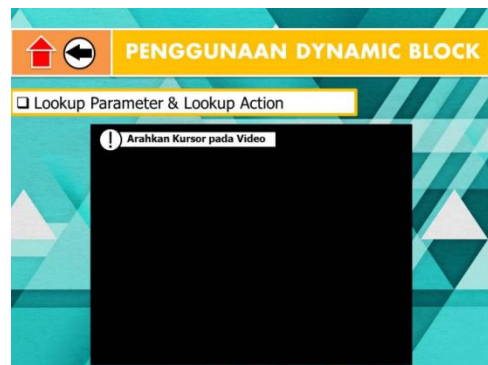 PENGGUNAAN DYNAMIC BLOCK
❑ Lookup Parameter & Lookup Action
! Arahkan Kursor pada Video